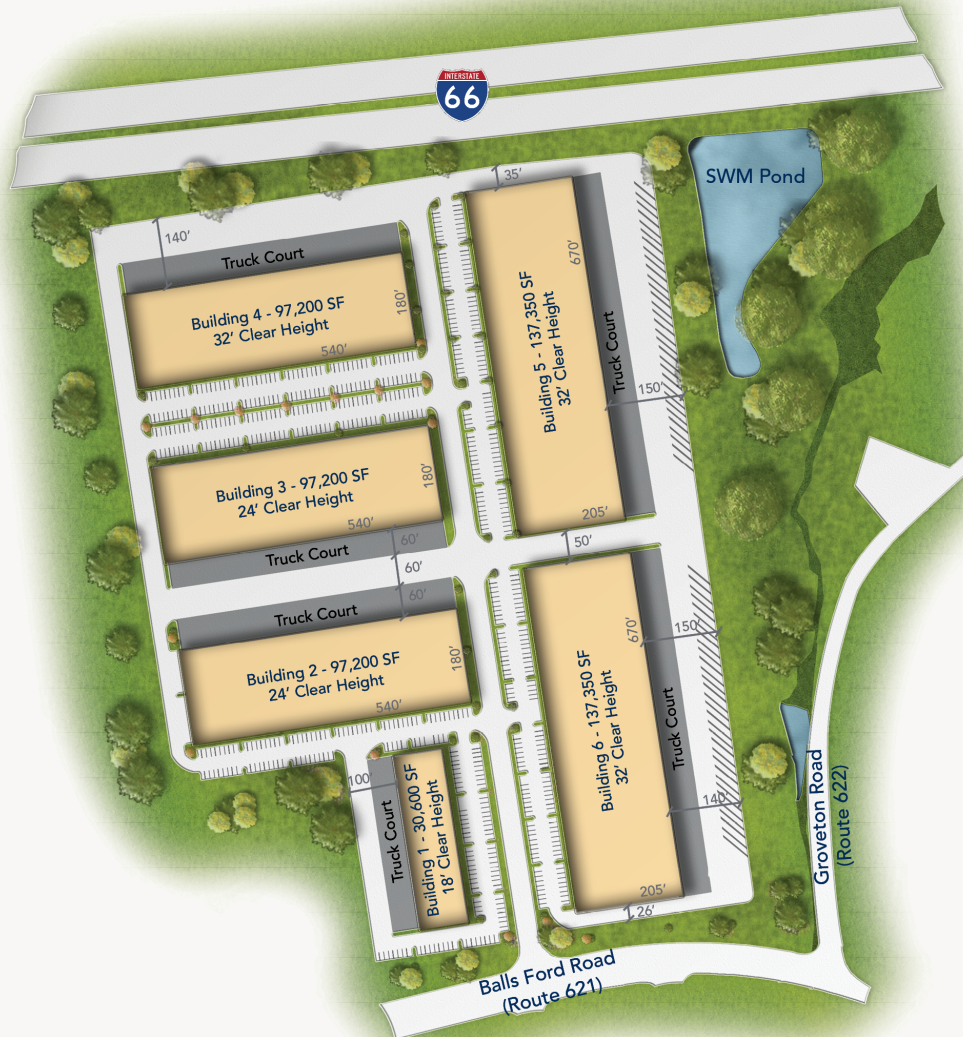 INTERSTATE
66
SWM Pond
35'
140'
Truck Court
Building 4 - 97,200 SF
32' Clear Height
180'
540'
670'
Building 5 - 137,350 SF
32' Clear Height
Truck Court
150'
205'
Building 3 - 97,200 SF
24' Clear Height
180'
540'
Truck Court
60'
60'
60'
50'
Truck Court
Building 2 - 97,200 SF
24' Clear Height
180'
540'
670'
150'
Building 6 - 137,350 SF
32' Clear Height
Truck Court
140'
205'
26'
100'
Truck Court
Building 1 - 30,600 SF
18' Clear Height
Groveton Road
(Route 622)
Balls Ford Road
(Route 621)